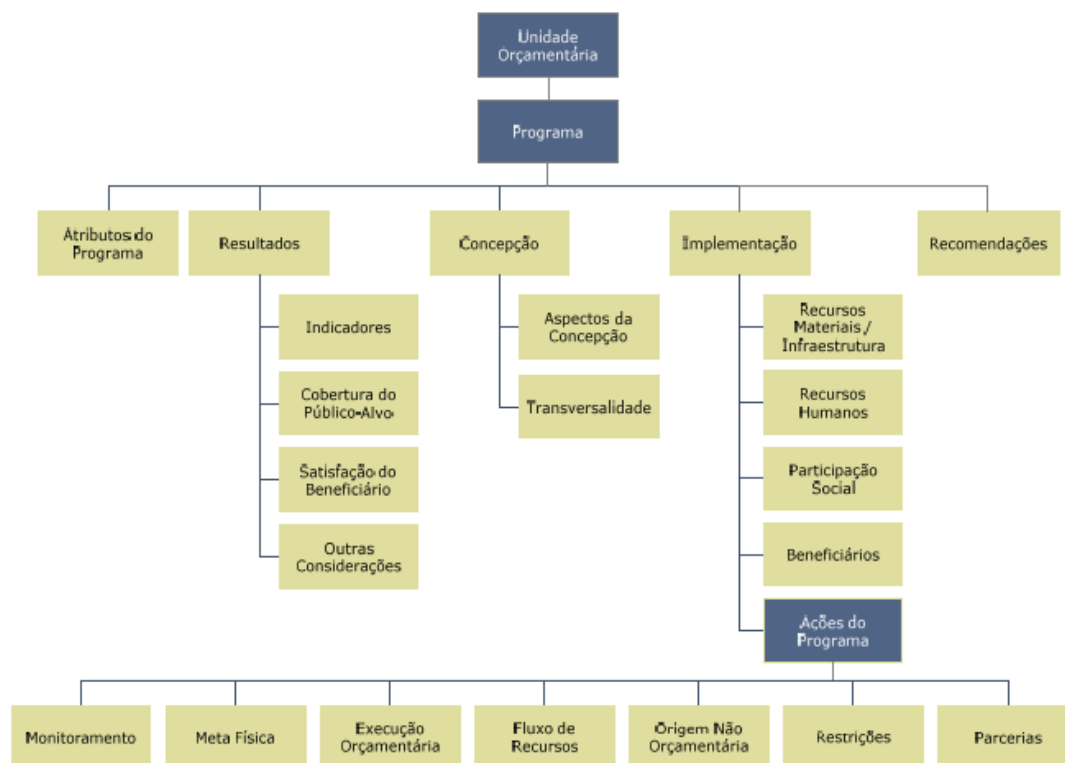 Unidade
Orçamentária
Programa
Atributos do
Programa
Resultados
Concepção
Implementação
Recomendações
Indicadores
Cobertura do
Público-Alvo
Satisfação do
Beneficiário
Outras
Considerações
Aspectos da
Concepção
Transversalidade
Recursos
Materiais/
Infraestrutura
Recursos
Humanos
Participação
Social
Beneficiários
Ações do
Programa
Monitoramento
Meta Física
Execução
Orçamentária
Fluxo de
Recursos
Origem Não
Orçamentária
Restrições
Parcerias